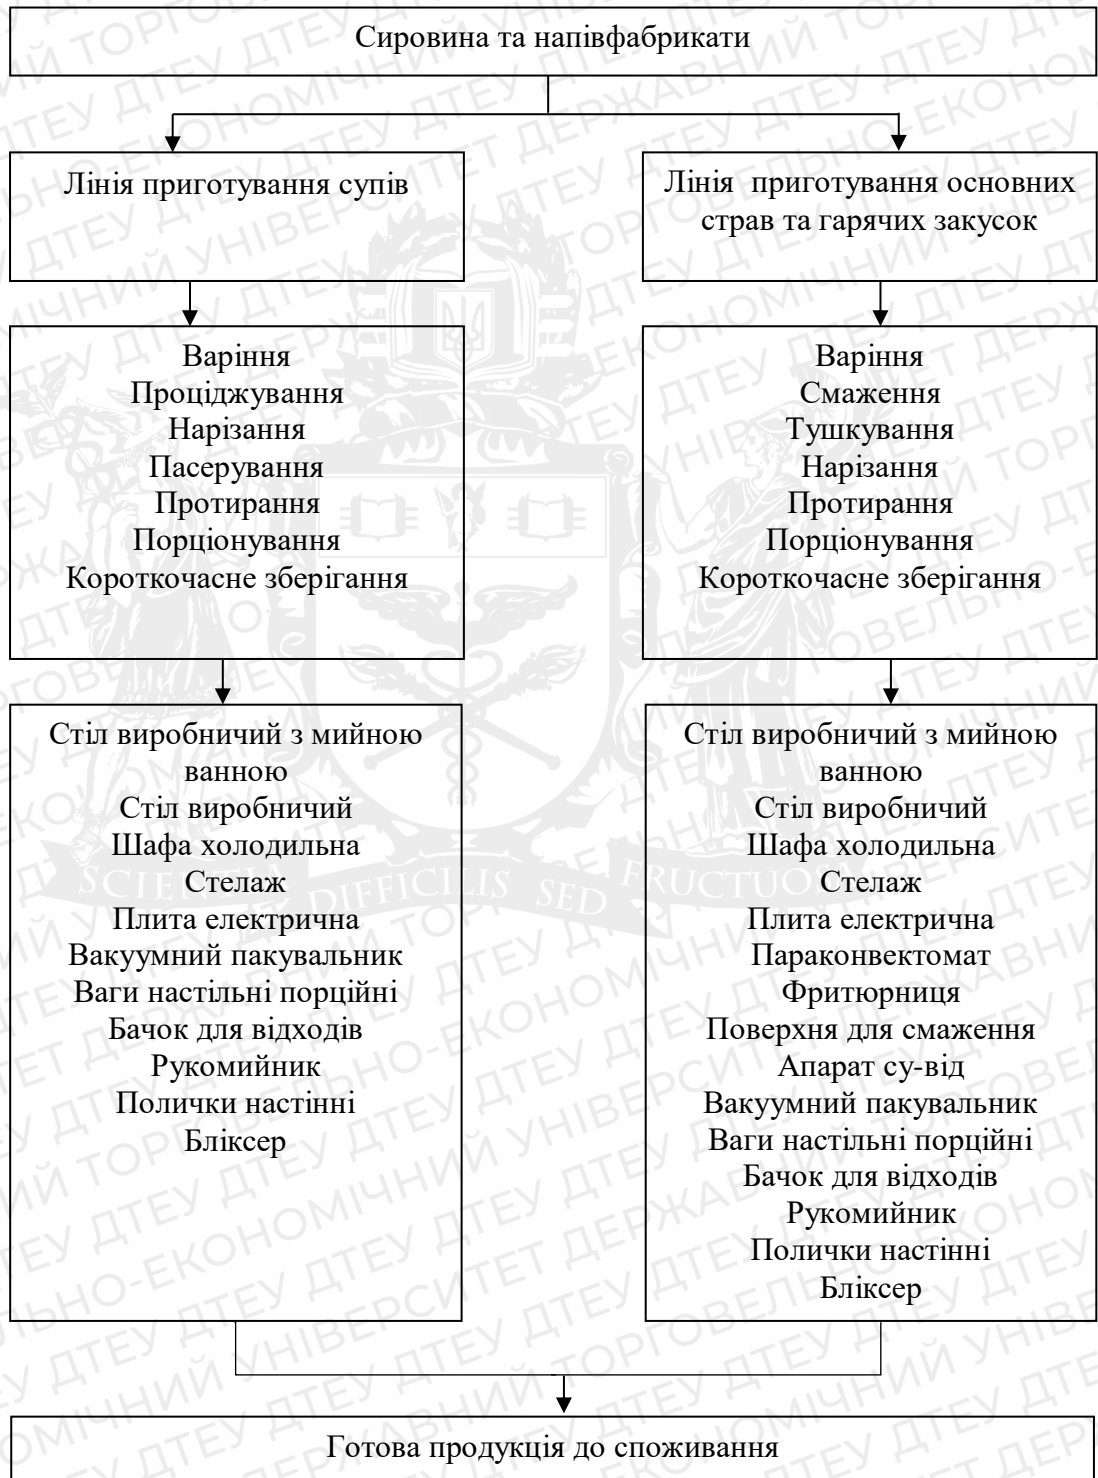 Сировина та напівфабрикати
Лінія приготування супів
Лінія приготування основних
страв та гарячих закусок
Варіння
Проціджування
Нарізання
Пасерування
Протирання
Порціонування
Короткочасне зберігання
Варіння
Смаження
Тушкування
Нарізання
Протирання
Порціонування
Короткочасне зберігання
Стіл виробничий з мийною
ванною
Стіл виробничий
Шафа холодильна
Стелаж
Плита електрична
Вакуумний пакувальник
Ваги настільні порційні
Бачок для відходів
Рукомийник
Полички настінні
Бліксер
Стіл виробничий з мийною
ванною
Стіл виробничий
Шафа холодильна
Стелаж
Плита електрична
Параконвектомат
Фритюрниця
Поверхня для смаження
Апарат су-від
Вакуумний пакувальник
Ваги настільні порційні
Бачок для відходів
Рукомийник
Полички настінні
Бліксер
Готова продукція до споживання